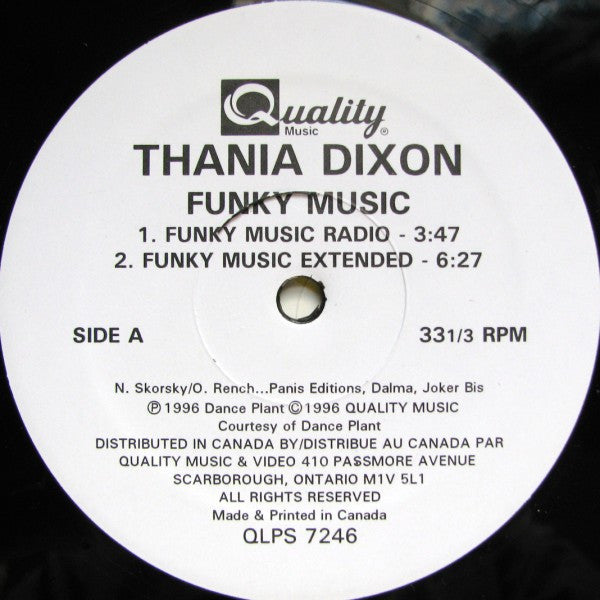 Quality
Music ®
THANIA DIXON
FUNKY MUSIC
1. FUNKY MUSIC RADIO - 3:47
2. FUNKY MUSIC EXTENDED - 6:27
SIDE A 33 1/3 RPM
N. Skorsky/O. Rench...Panis Editions, Dalma, Joker Bis
℗ 1996 Dance Plant © 1996 QUALITY MUSIC
Courtesy of Dance Plant
DISTRIBUTED IN CANADA BY/DISTRIBUE AU CANADA PAR
QUALITY MUSIC & VIDEO 410 PASSMORE AVENUE
SCARBOROUGH, ONTARIO M1V 5L1
ALL RIGHTS RESERVED
Made & Printed in Canada
QLPS 7246